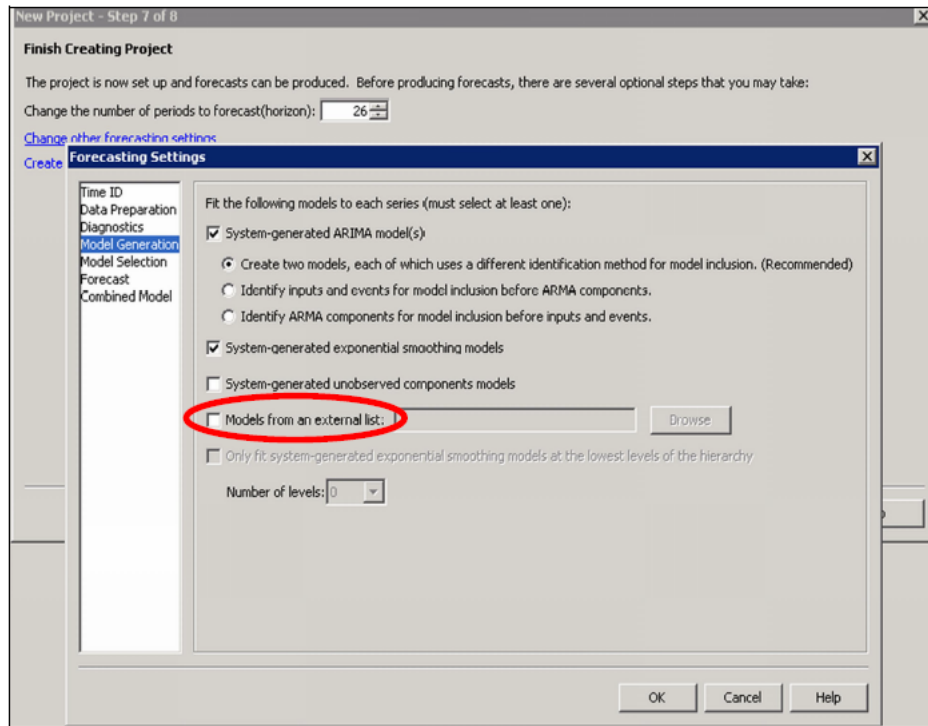 New Project - Step 7 of 8
Finish Creating Project
The project is now set up and forecasts can be produced. Before producing forecasts, there are several optional steps that you may take:
Change the number of periods to forecast(horizon): 26
Change other forecasting settings
Create
Forecasting Settings
Time ID
Data Preparation
Diagnostics
Model Generation
Model Selection
Forecast
Combined Model
Fit the following models to each series (must select at least one):
System-generated ARIMA model(s)
Create two models, each of which uses a different identification method for model inclusion. (Recommended)
Identify inputs and events for model inclusion before ARMA components.
Identify ARMA components for model inclusion before inputs and events.
System-generated exponential smoothing models
System-generated unobserved components models
Models from an external list: Browse
Only fit system-generated exponential smoothing models at the lowest levels of the hierarchy
Number of levels: 0
OK Cancel Help